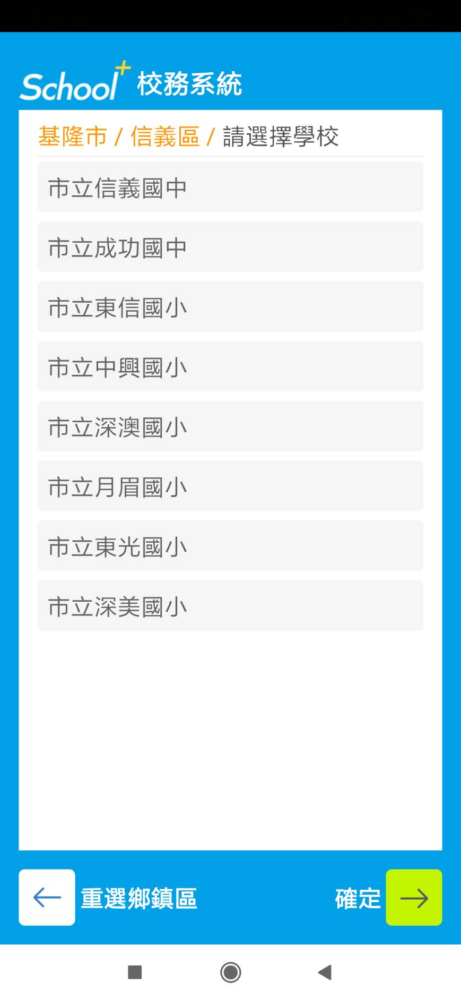 School+ 校務系統
基隆市 / 信義區 / 請選擇學校
市立信義國中
市立成功國中
市立東信國小
市立中興國小
市立深澳國小
市立月眉國小
市立東光國小
市立深美國小
重選鄉鎮區 確定